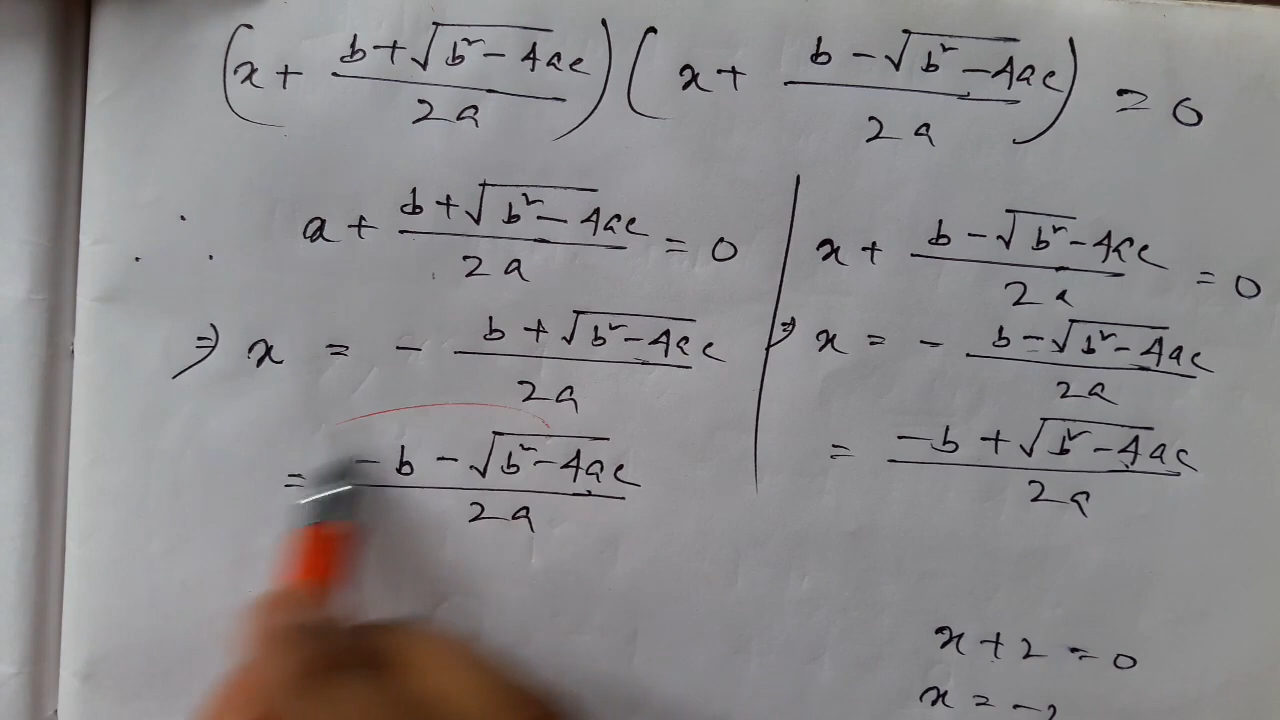 (x + (b + √(b² - 4ac))/(2a)) (x + (b - √(b² - 4ac))/(2a)) = 0
∴ a + (b + √(b² - 4ac))/(2a) = 0
⇒ x = - (b + √(b² - 4ac))/(2a)
= (-b - √(b² - 4ac))/(2a)
x + (b - √(b² - 4ac))/(2a) = 0
⇒ x = - (b - √(b² - 4ac))/(2a)
= (-b + √(b² - 4ac))/(2a)
x + 2 = 0
x = -2